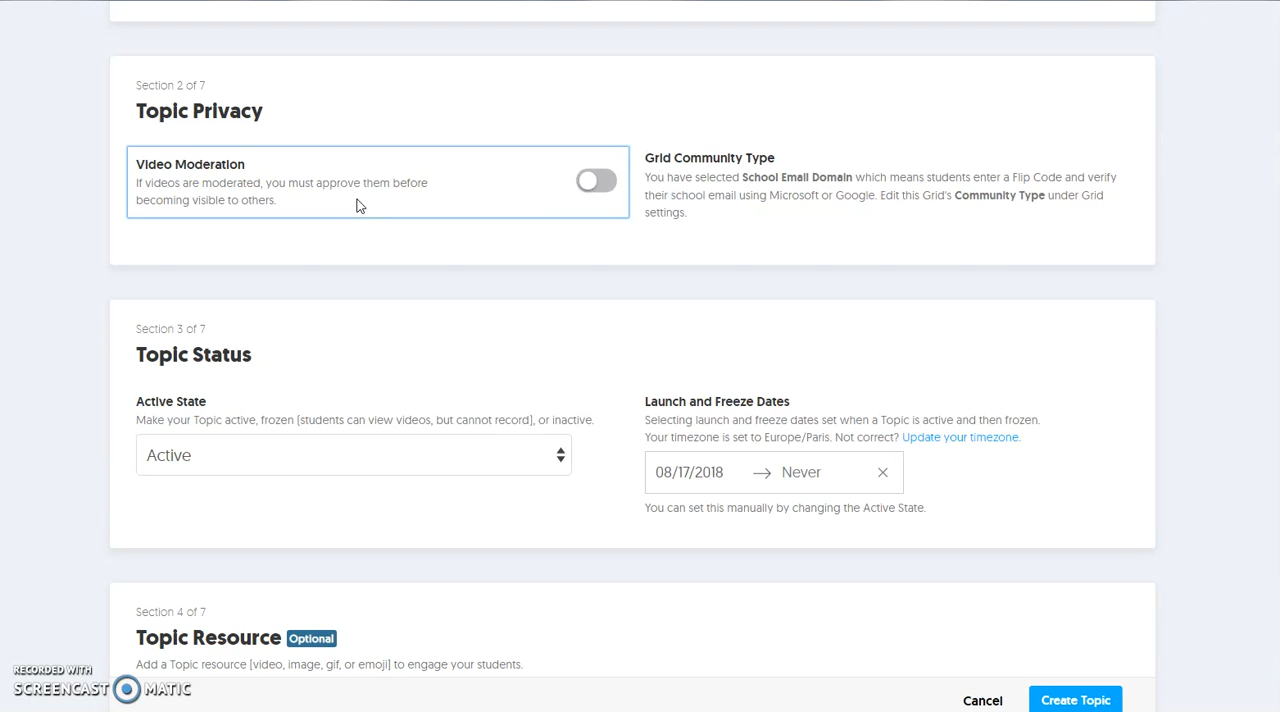 Section 2 of 7
Topic Privacy
Video Moderation
If videos are moderated, you must approve them before
becoming visible to others.
Grid Community Type
You have selected School Email Domain which means students enter a Flip Code and verify
their school email using Microsoft or Google. Edit this Grid's Community Type under Grid
settings.
Section 3 of 7
Topic Status
Active State
Make your Topic active, frozen [students can view videos, but cannot record], or inactive.
Active
Launch and Freeze Dates
Selecting launch and freeze dates set when a Topic is active and then frozen.
Your timezone is set to Europe/Paris. Not correct? Update your timezone.
08/17/2018 → Never ×
You can set this manually by changing the Active State.
Section 4 of 7
Topic Resource Optional
Add a Topic resource [video, image, gif, or emoji] to engage your students.
Cancel
Create Topic
RECORDED WITH
SCREENCAST MATIC